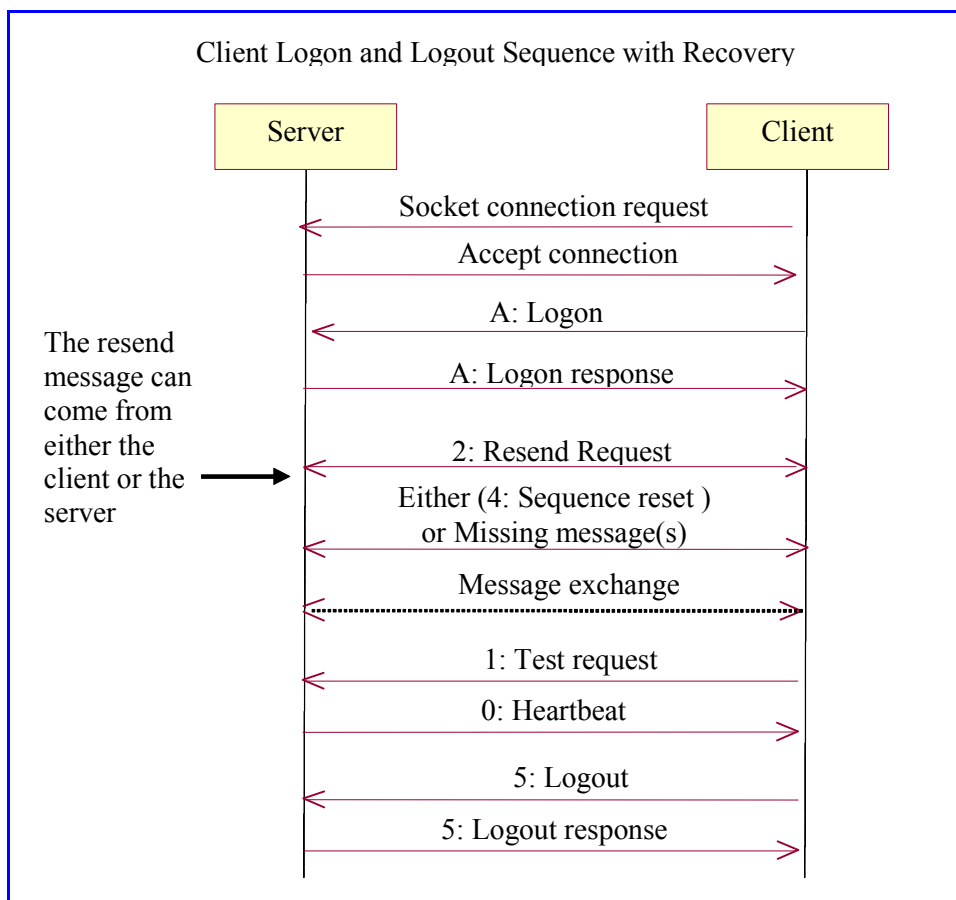 Client Logon and Logout Sequence with Recovery
Server
Client
Socket connection request
Accept connection
A: Logon
A: Logon response
The resend
message can
come from
either the
client or the
server
2: Resend Request
Either (4: Sequence reset )
or Missing message(s)
Message exchange
1: Test request
0: Heartbeat
5: Logout
5: Logout response